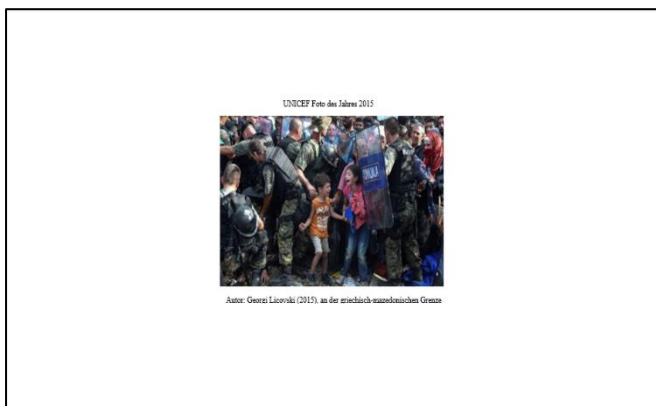 UNICEF Foto des Jahres 2015
Autor: Georgi Licovski (2015), an der griechisch-mazedonischen Grenze